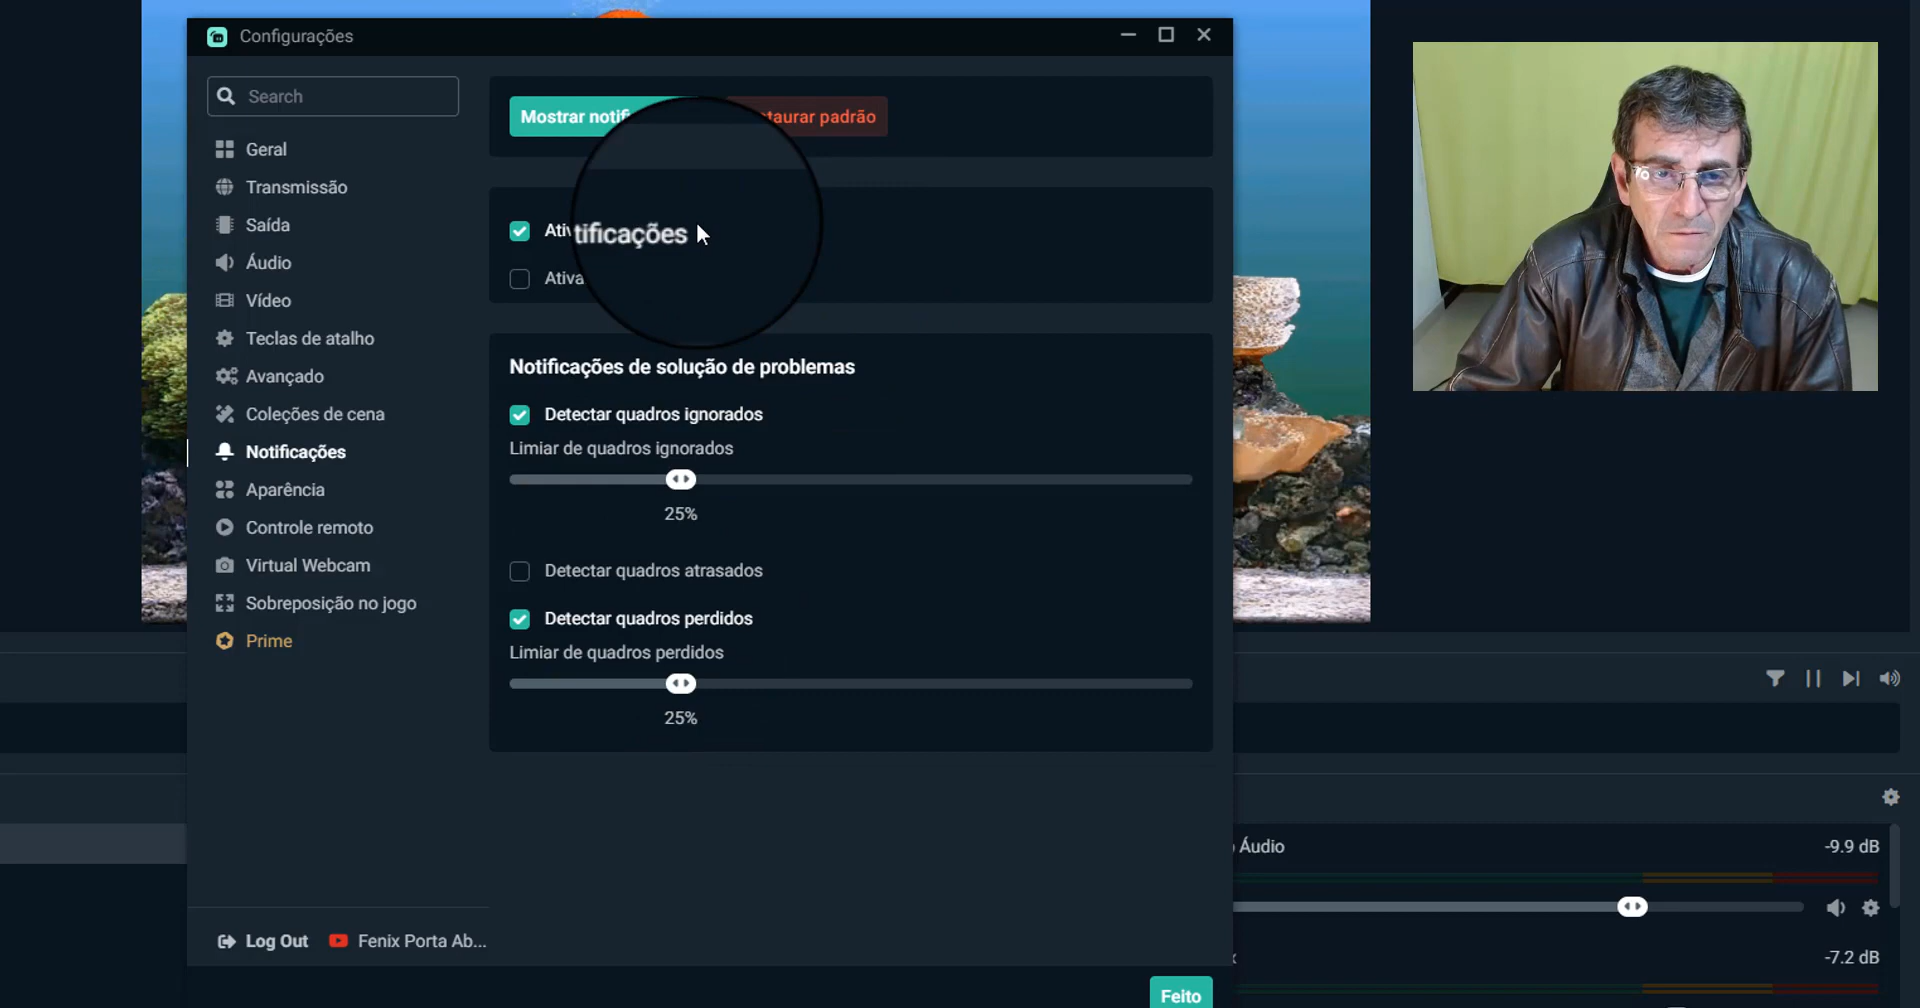 Configurações
Search
Mostrar notifi
taurar padrão
Geral
Transmissão
Saída
Áudio
Vídeo
Teclas de atalho
Avançado
Coleções de cena
Notificações
Aparência
Controle remoto
Virtual Webcam
Sobreposição no jogo
Prime
Ativ
tificações
Ativa
Notificações de solução de problemas
Detectar quadros ignorados
Limiar de quadros ignorados
25%
Detectar quadros atrasados
Detectar quadros perdidos
Limiar de quadros perdidos
25%
Áudio
-9.9 dB
-7.2 dB
Log Out
Fenix Porta Ab...
Feito